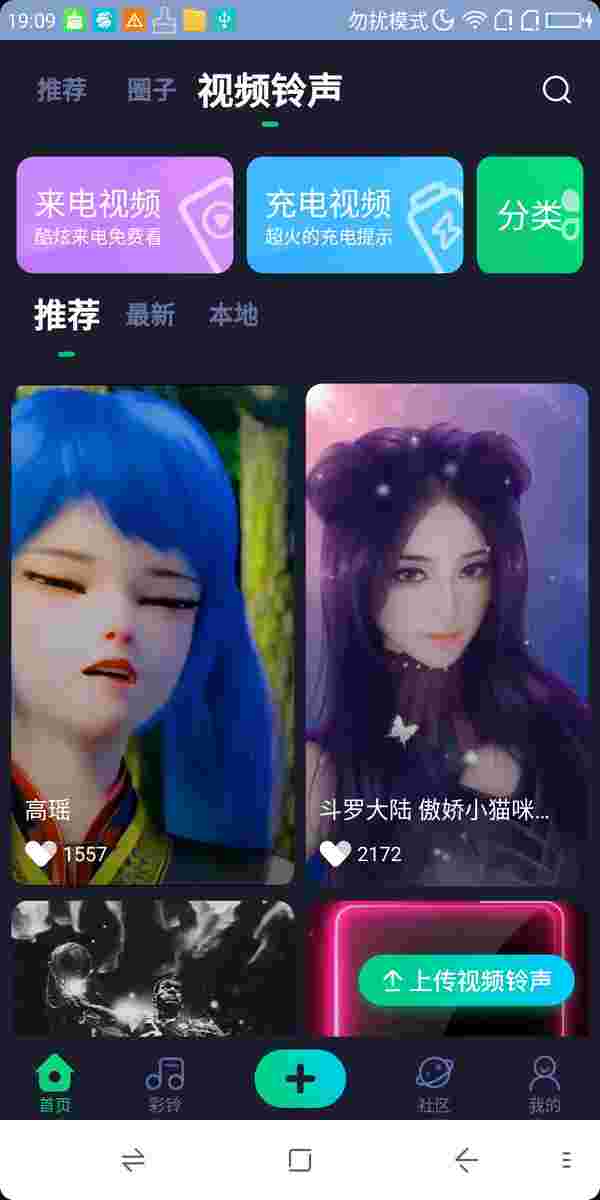 19:09 勿扰模式
推荐 圈子 视频铃声
来电视频
酷炫来电免费看
充电视频
超火的充电提示
分类
推荐 最新 本地
高瑶
1557
斗罗大陆 傲娇小猫咪...
2172
上传视频铃声
首页 彩铃 社区 我的